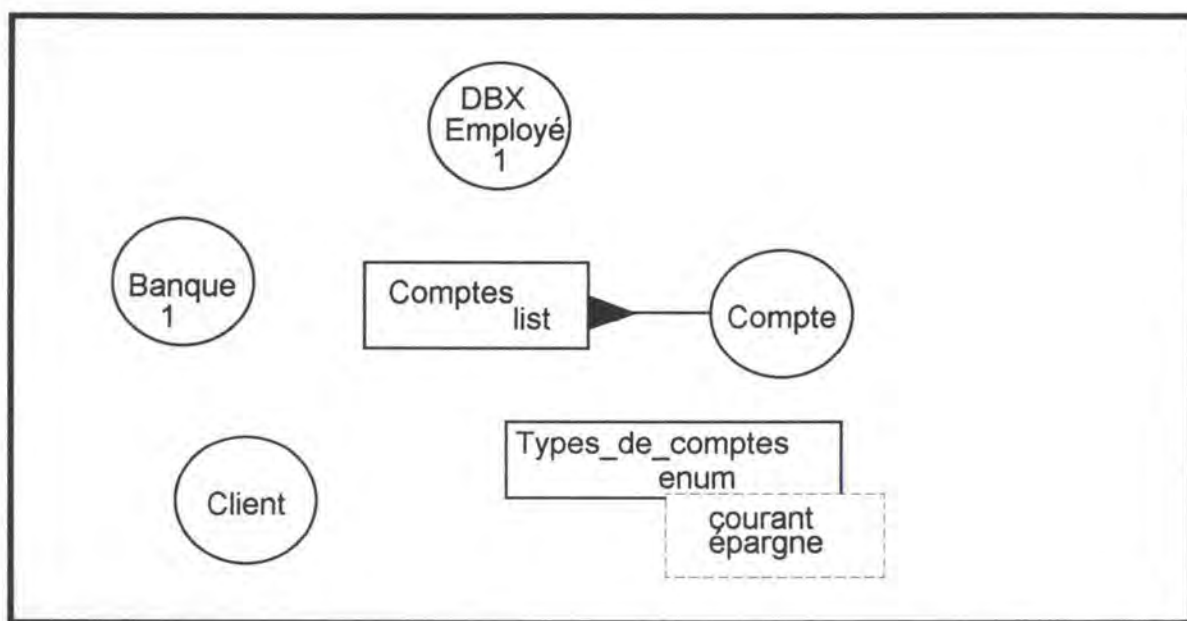 DBX
Employé
1
Banque
1
Comptes
list
Compte
Types_de_comptes
enum
courant
épargne
Client